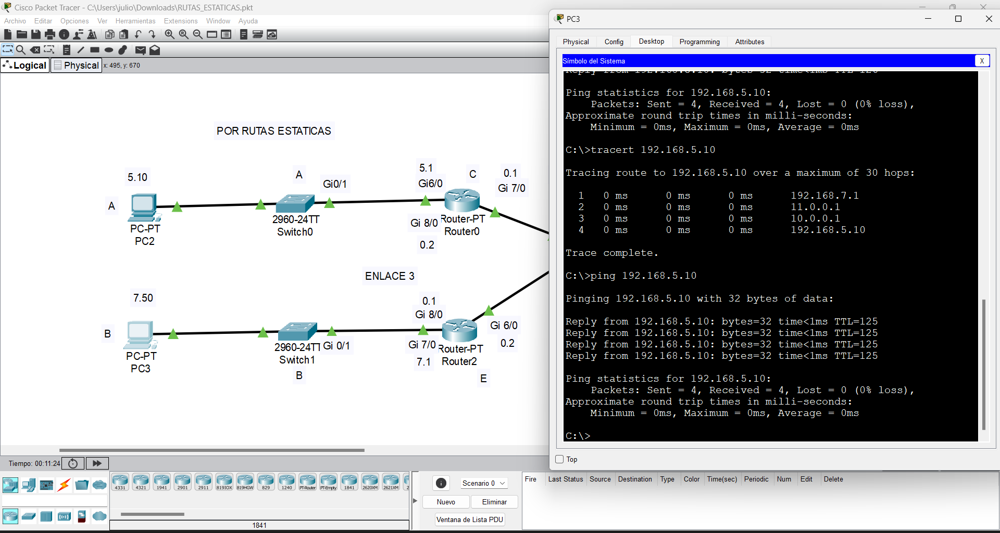 Cisco Packet Tracer - C:\Users\julio\Downloads\RUTAS_ESTATICAS.pkt
Archivo Editar Opciones Ver Herramientas Extensions Window Ayuda
Logical Physical x: 495, y: 670
POR RUTAS ESTATICAS
5.10
A
PC-PT
PC2
A
Gi0/1
2960-24TT
Switch0
5.1
Gi6/0
C
0.1
Gi 7/0
Gi 8/0
Router-PT
Router0
0.2
ENLACE 3
7.50
B
PC-PT
PC3
2960-24TT
Switch1
Gi 0/1
B
0.1
Gi 8/0
Gi 6/0
0.2
Gi 7/0
Router-PT
Router2
7.1
E
PC3
Physical Config Desktop Programming Attributes
Símbolo del Sistema X
Ping statistics for 192.168.5.10:
Packets: Sent = 4, Received = 4, Lost = 0 (0% loss),
Approximate round trip times in milli-seconds:
Minimum = 0ms, Maximum = 0ms, Average = 0ms
C:\>tracert 192.168.5.10
Tracing route to 192.168.5.10 over a maximum of 30 hops:
1 0 ms 0 ms 0 ms 192.168.7.1
2 0 ms 0 ms 0 ms 11.0.0.1
3 0 ms 0 ms 0 ms 10.0.0.1
4 0 ms 0 ms 0 ms 192.168.5.10
Trace complete.
C:\>ping 192.168.5.10
Pinging 192.168.5.10 with 32 bytes of data:
Reply from 192.168.5.10: bytes=32 time<1ms TTL=125
Reply from 192.168.5.10: bytes=32 time<1ms TTL=125
Reply from 192.168.5.10: bytes=32 time<1ms TTL=125
Reply from 192.168.5.10: bytes=32 time<1ms TTL=125
Ping statistics for 192.168.5.10:
Packets: Sent = 4, Received = 4, Lost = 0 (0% loss),
Approximate round trip times in milli-seconds:
Minimum = 0ms, Maximum = 0ms, Average = 0ms
C:\>
Top
Tiempo: 00:11:24
4331 4321 1941 2901 2911 819IOX 819HGW 829 1240 PT-Router PT-Empty 1841 2620XM 2621XM 2
1841
Scenario 0
Nuevo Eliminar
Ventana de Lista PDU
Fire Last Status Source Destination Type Color Time(sec) Periodic Num Edit Delete